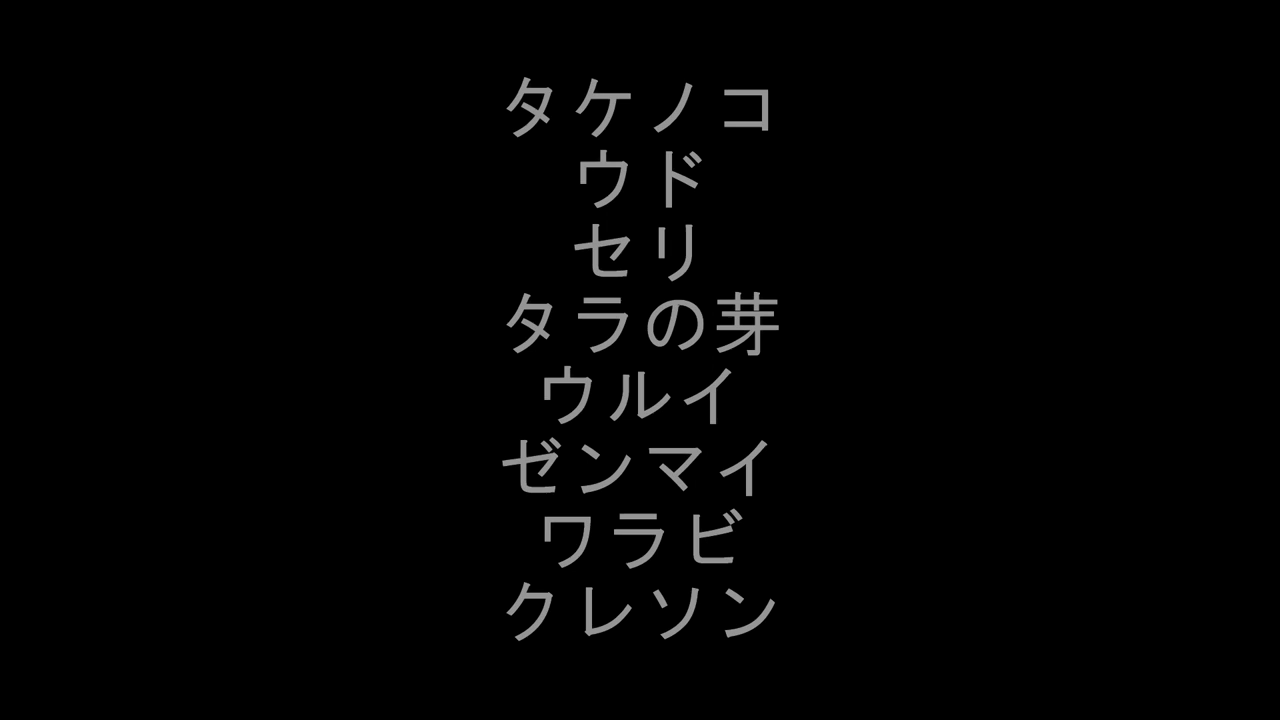 タケノコ
ウド
セリ
タラの芽
ウルイ
ゼンマイ
ワラビ
クレソン